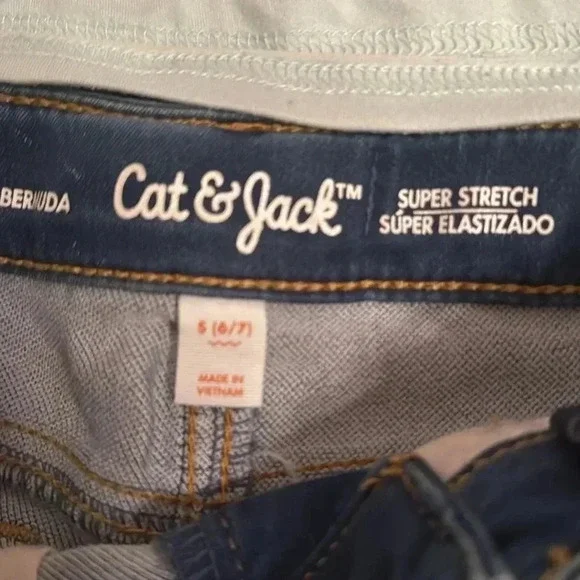 BERMUDA
Cat & Jack™
SUPER STRETCH
SÚPER ELASTIZADO
S (6/7)
MADE IN
VIETNAM